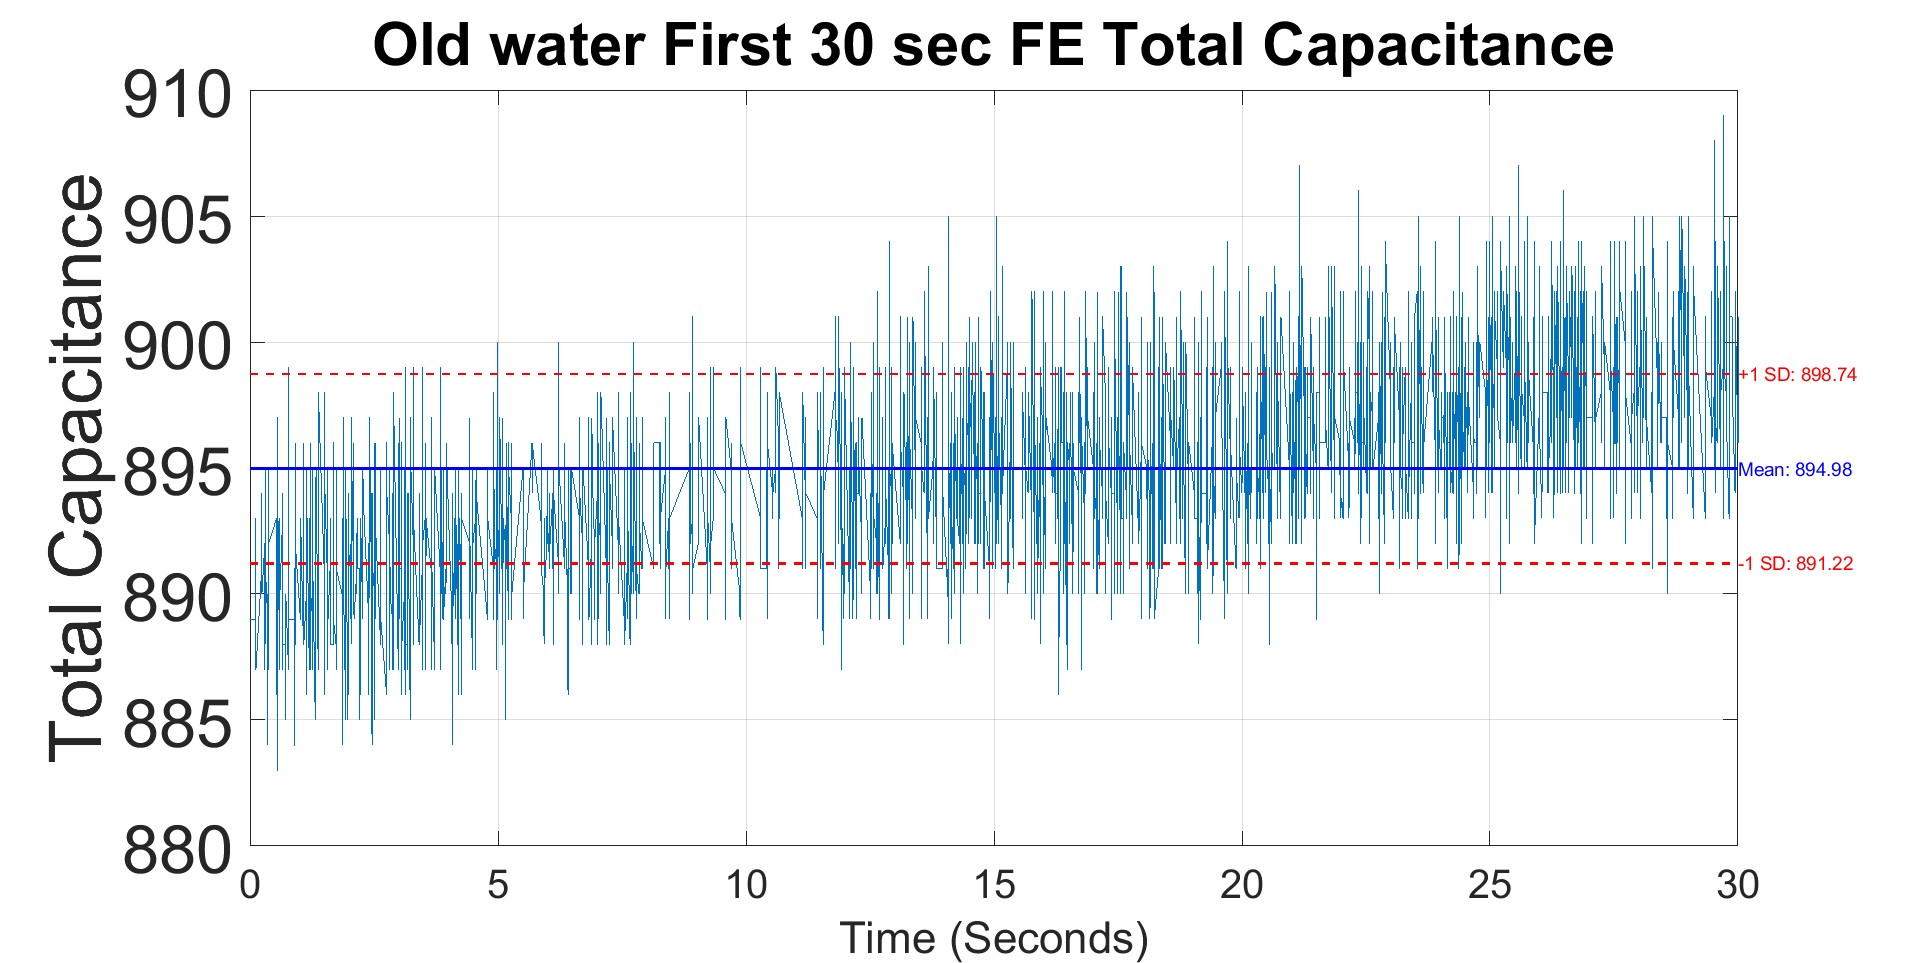 Old water First 30 sec FE Total Capacitance
Total Capacitance
910
905
900
895
890
885
880
+1 SD: 898.74
Mean: 894.98
-1 SD: 891.22
0 5 10 15 20 25 30
Time (Seconds)